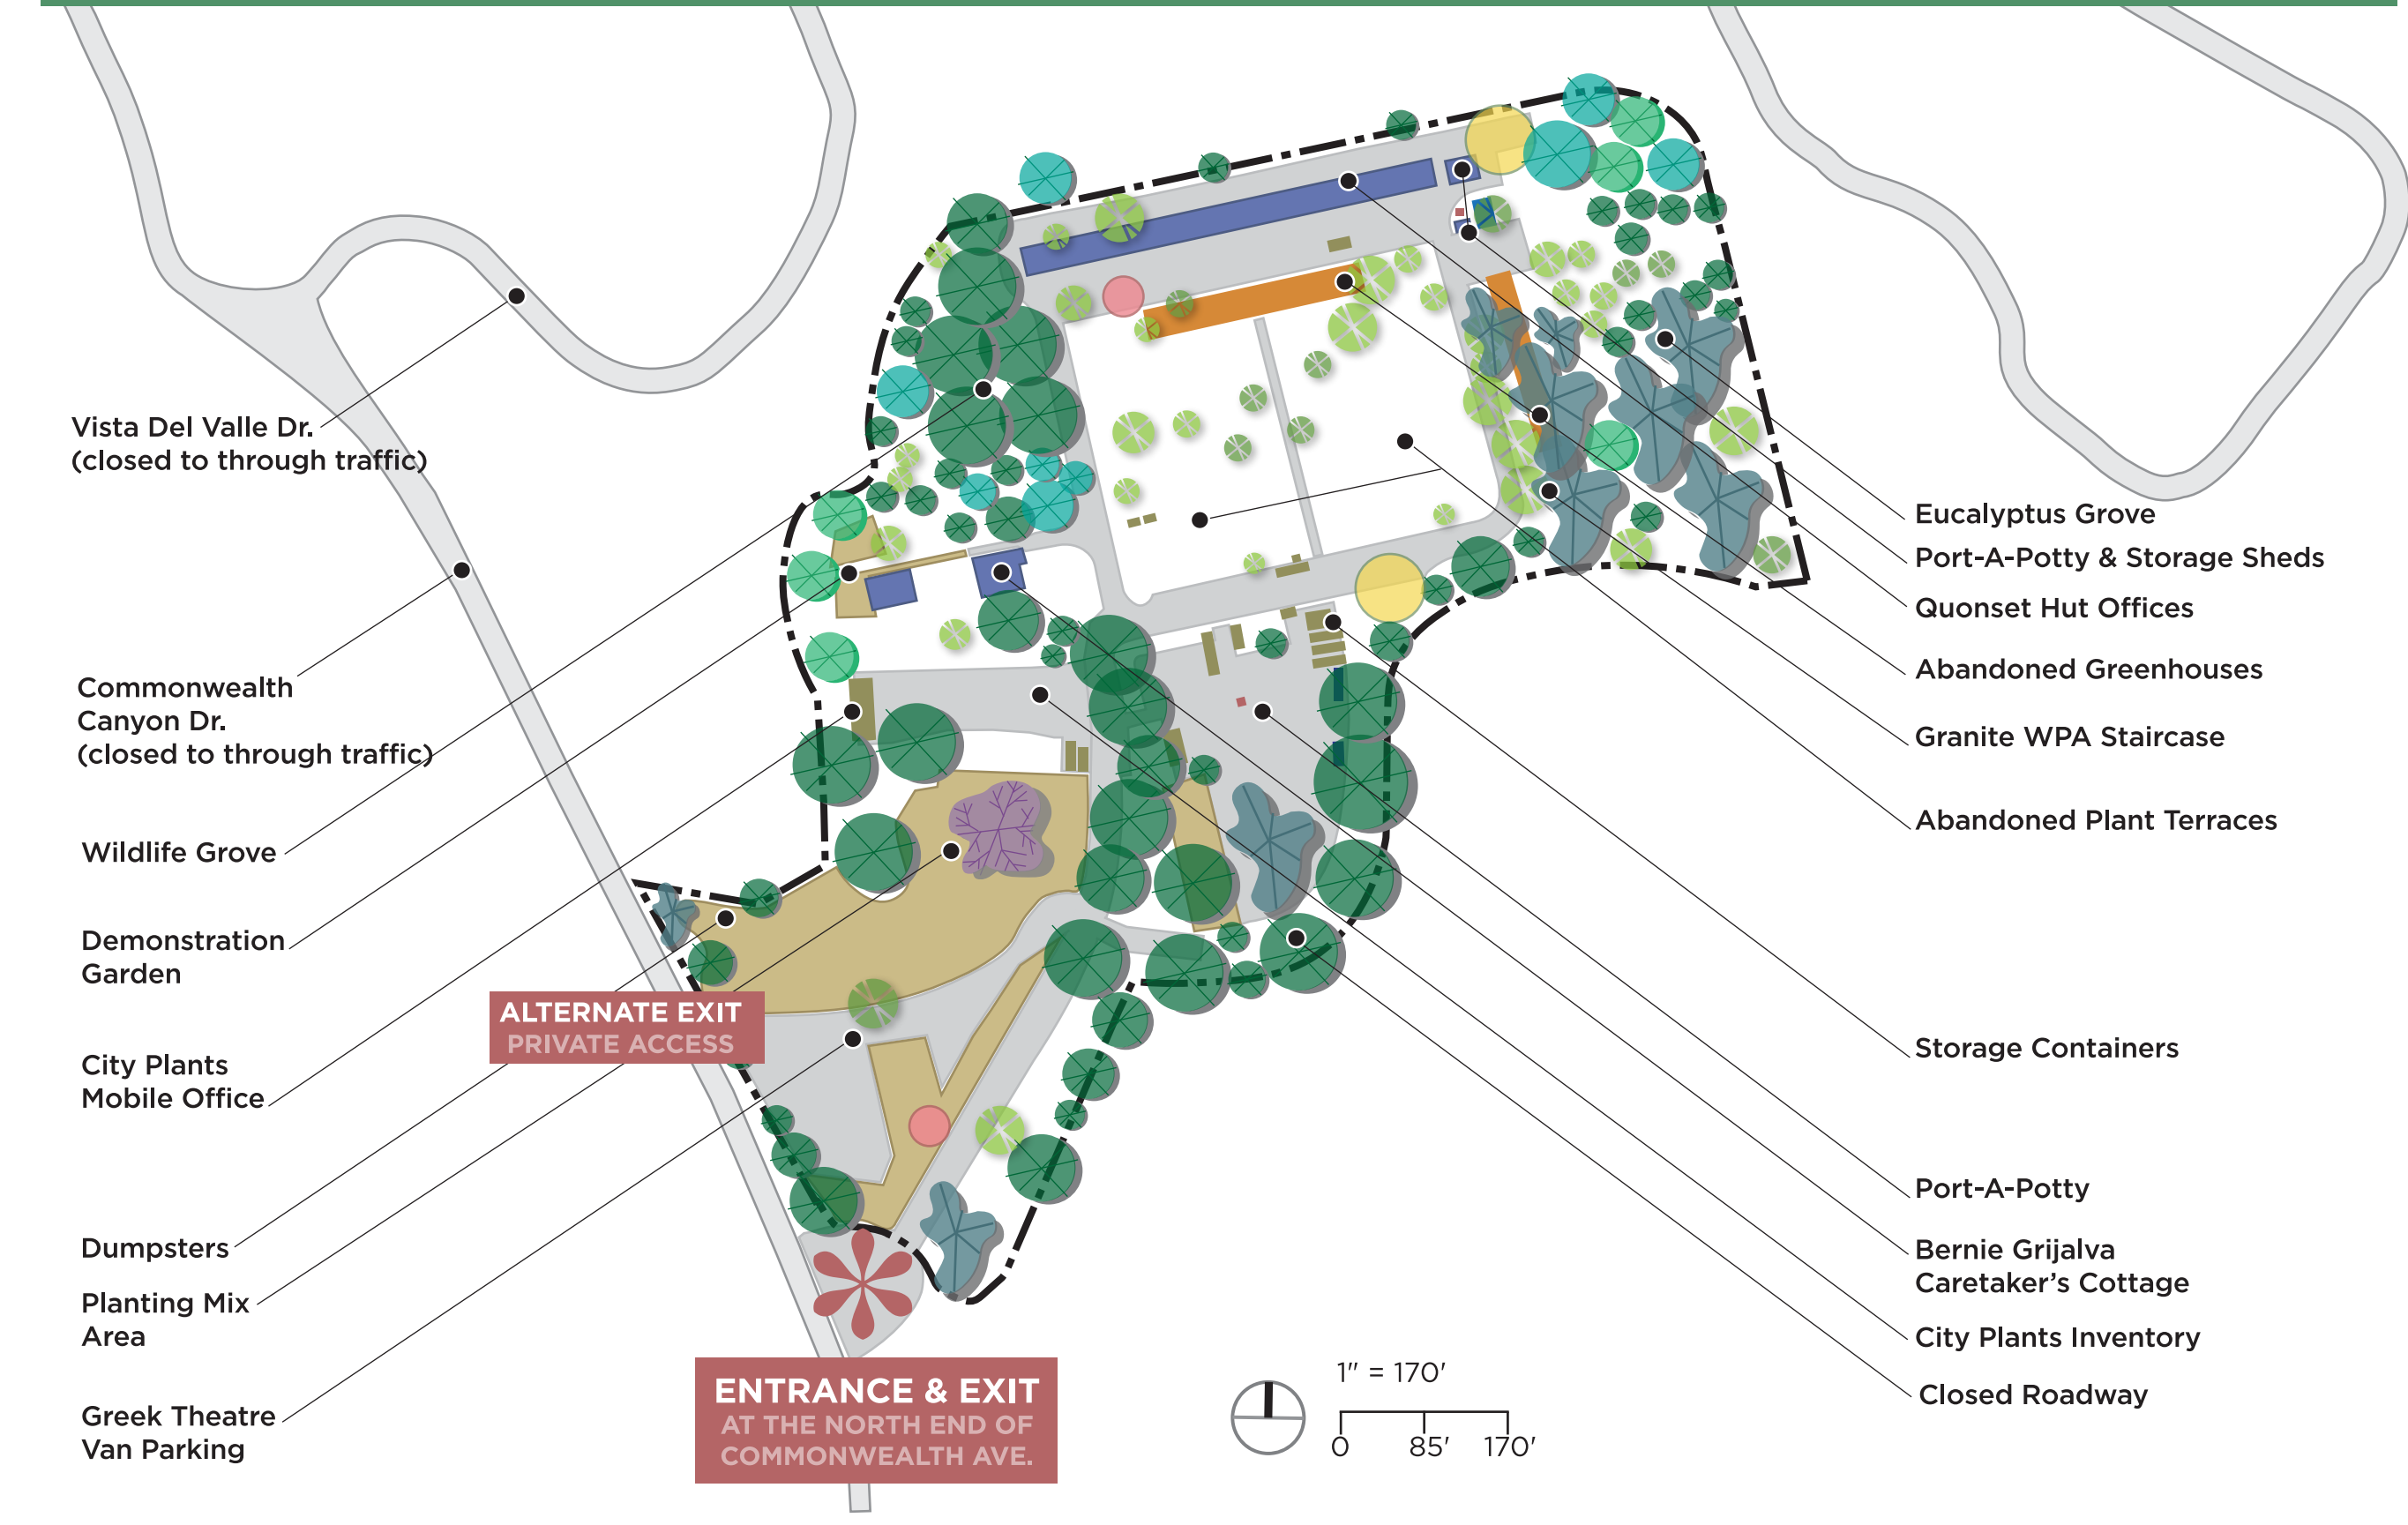 Vista Del Valle Dr.
(closed to through traffic)
Commonwealth
Canyon Dr.
(closed to through traffic)
Wildlife Grove
Demonstration
Garden
City Plants
Mobile Office
Dumpsters
Planting Mix
Area
Greek Theatre
Van Parking
ALTERNATE EXIT
PRIVATE ACCESS
ENTRANCE & EXIT
AT THE NORTH END OF
COMMONWEALTH AVE.
1" = 170'
0 85' 170'
Eucalyptus Grove
Port-A-Potty & Storage Sheds
Quonset Hut Offices
Abandoned Greenhouses
Granite WPA Staircase
Abandoned Plant Terraces
Storage Containers
Port-A-Potty
Bernie Grijalva
Caretaker’s Cottage
City Plants Inventory
Closed Roadway